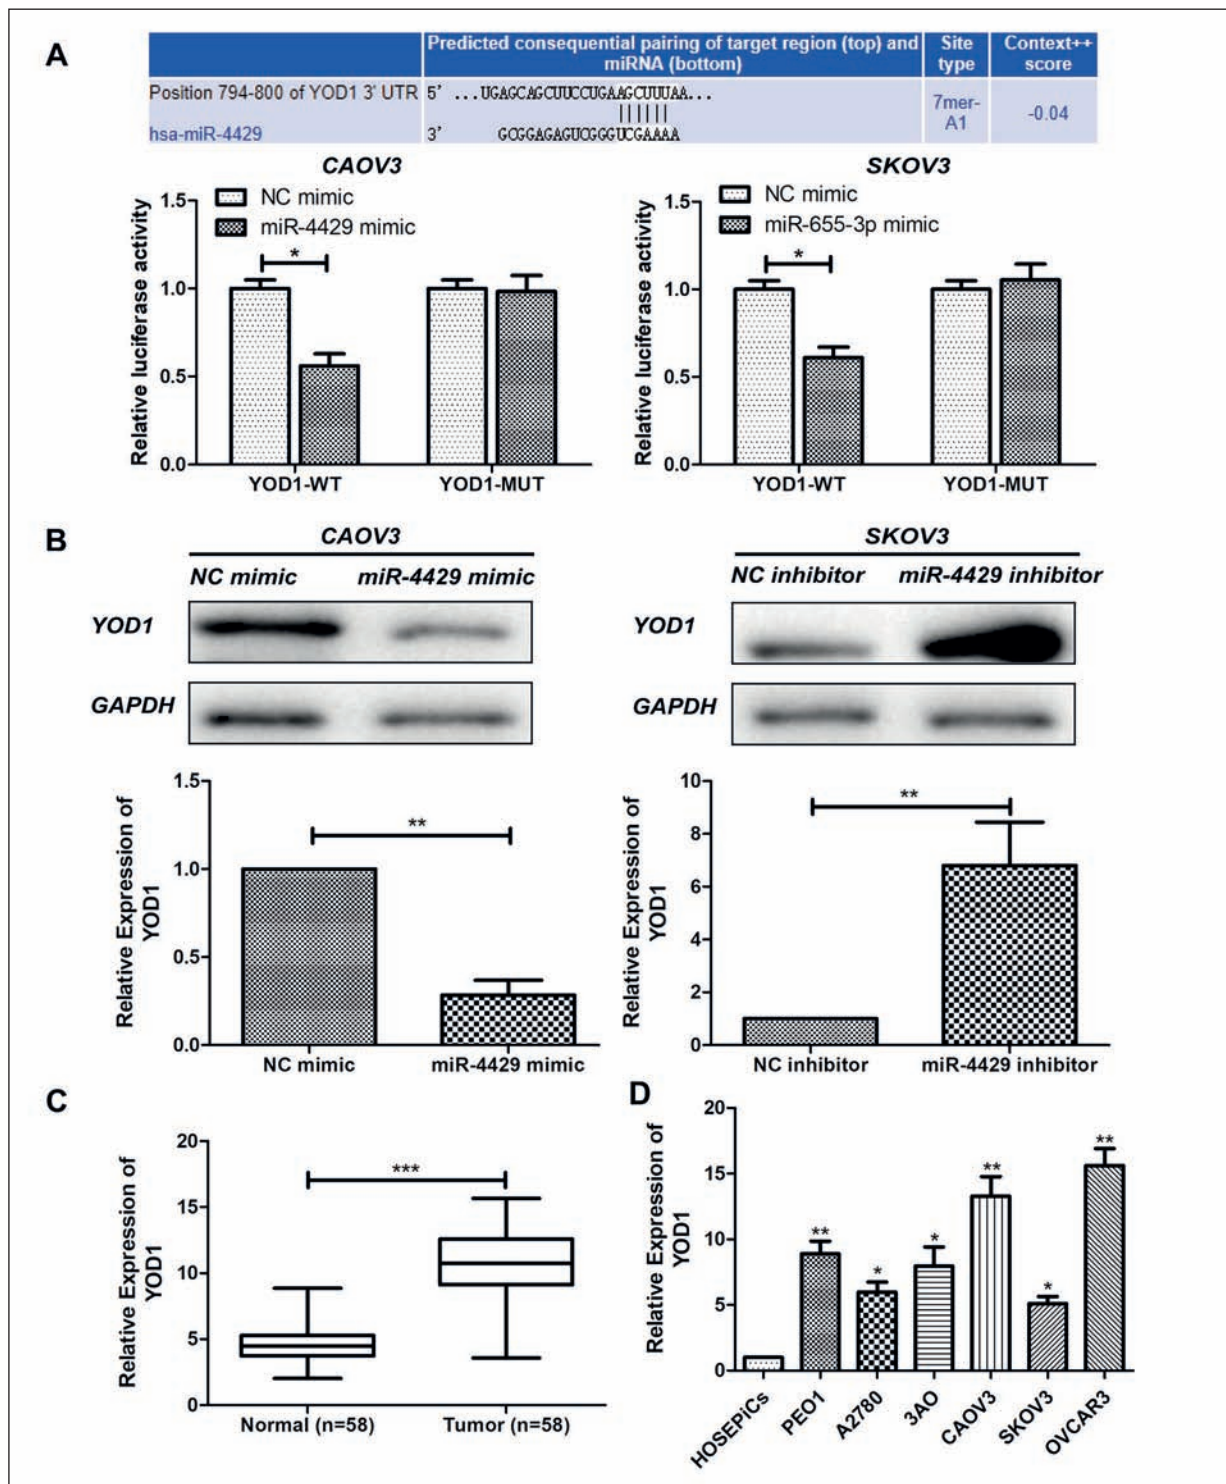 A
Predicted consequential pairing of target region (top) and miRNA (bottom)
Site type
Context++ score
Position 794-800 of YOD1 3' UTR 5' ...UGAGCAGCUUCCUGAAGCUUUAA...
hsa-miR-4429 3' GCGGAGAGUCGGGUCGAAAA
7mer-A1
-0.04
CAOV3
NC mimic
miR-4429 mimic
*
Relative luciferase activity
1.5
1.0
0.5
0.0
YOD1-WT YOD1-MUT
SKOV3
NC mimic
miR-655-3p mimic
*
Relative luciferase activity
1.5
1.0
0.5
0.0
YOD1-WT YOD1-MUT
B
CAOV3
NC mimic miR-4429 mimic
YOD1
GAPDH
SKOV3
NC inhibitor miR-4429 inhibitor
YOD1
GAPDH
Relative Expression of
YOD1
1.5
1.0
0.5
0.0
**
NC mimic miR-4429 mimic
Relative Expression of
YOD1
10
8
6
4
2
0
**
NC inhibitor miR-4429 inhibitor
C
Relative Expression of
YOD1
20
15
10
5
0
***
Normal (n=58) Tumor (n=58)
D
Relative Expression of
YOD1
20
15
10
5
0
** * * ** * **
HOSEPiCs PEO1 A2780 3AO CAOV3 SKOV3 OVCAR3